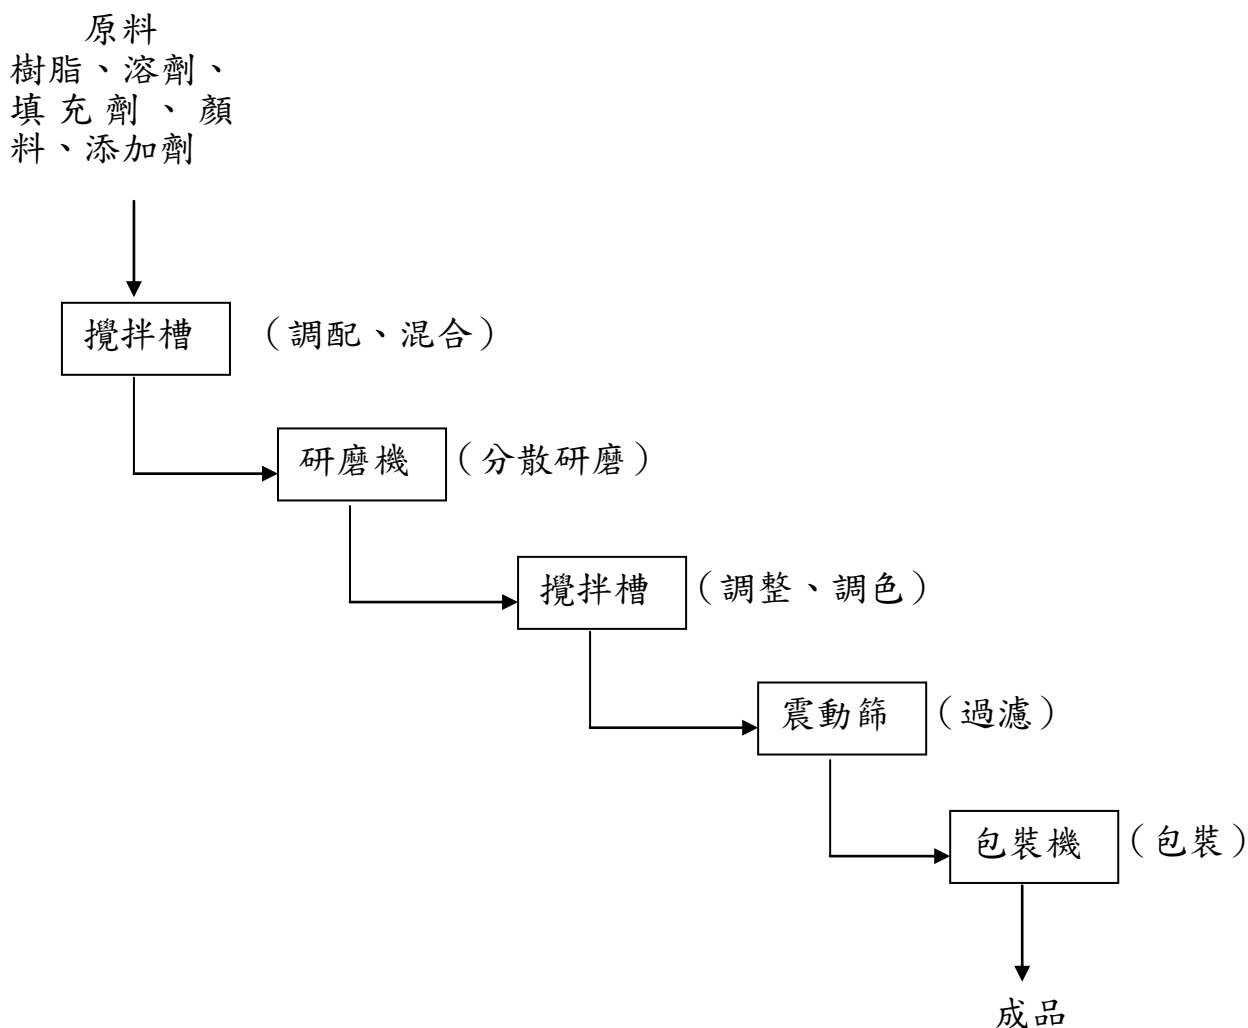 原料
樹脂、溶劑、
填充劑、顏
料、添加劑
攪拌槽 （調配、混合）
研磨機 （分散研磨）
攪拌槽 （調整、調色）
震動篩 （過濾）
包裝機 （包裝）
成品